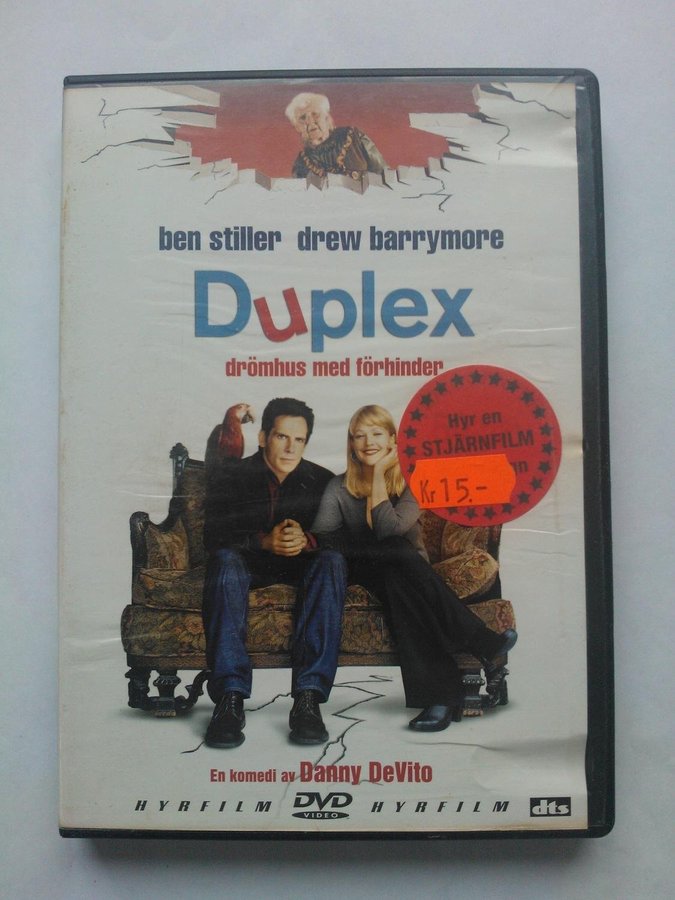 ben stiller drew barrymore
Duplex
drömhus med förhinder
Hyr en
STJÄRNFILM
Kr 15.-
En komedi av Danny DeVito
HYRFILM DVD VIDEO HYRFILM dts